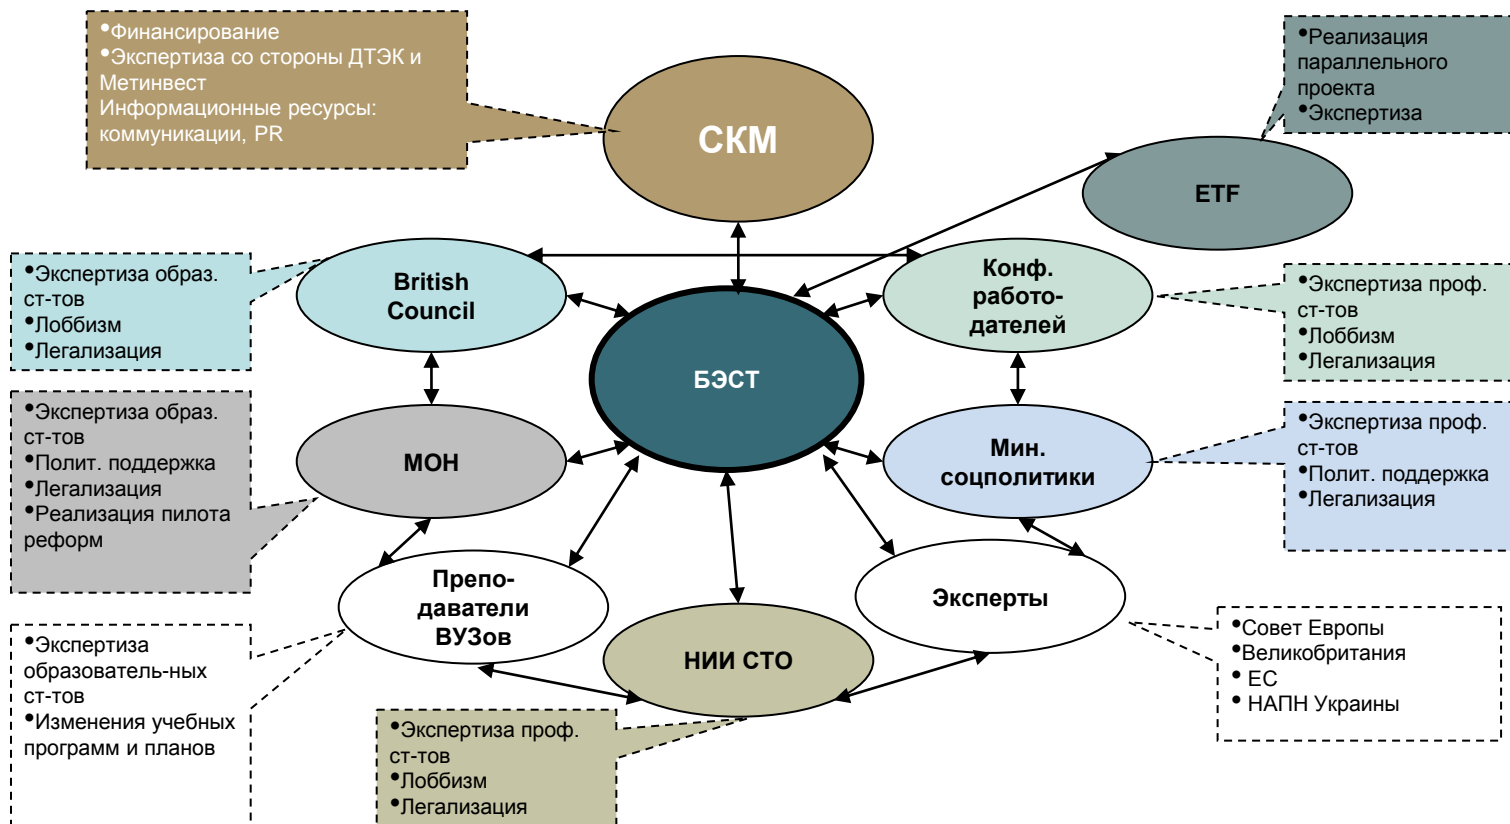 •Финансирование
•Экспертиза со стороны ДТЭК и
Метинвест
Информационные ресурсы:
коммуникации, PR
СКМ
•Реализация
параллельного
проекта
•Экспертиза
ETF
•Экспертиза образ.
ст-тов
•Лоббизм
•Легализация
British
Council
Конф.
работо-
дателей
•Экспертиза проф.
ст-тов
•Лоббизм
•Легализация
БЭСТ
•Экспертиза образ.
ст-тов
•Полит. поддержка
•Легализация
•Реализация пилота
реформ
МОН
Мин.
соцполитики
•Экспертиза проф.
ст-тов
•Полит. поддержка
•Легализация
Препо-
даватели
ВУЗов
Эксперты
НИИ СТО
•Экспертиза
образователь-ных
ст-тов
•Изменения учебных
программ и планов
•Экспертиза проф.
ст-тов
•Лоббизм
•Легализация
•Совет Европы
•Великобритания
• ЕС
• НАПН Украины